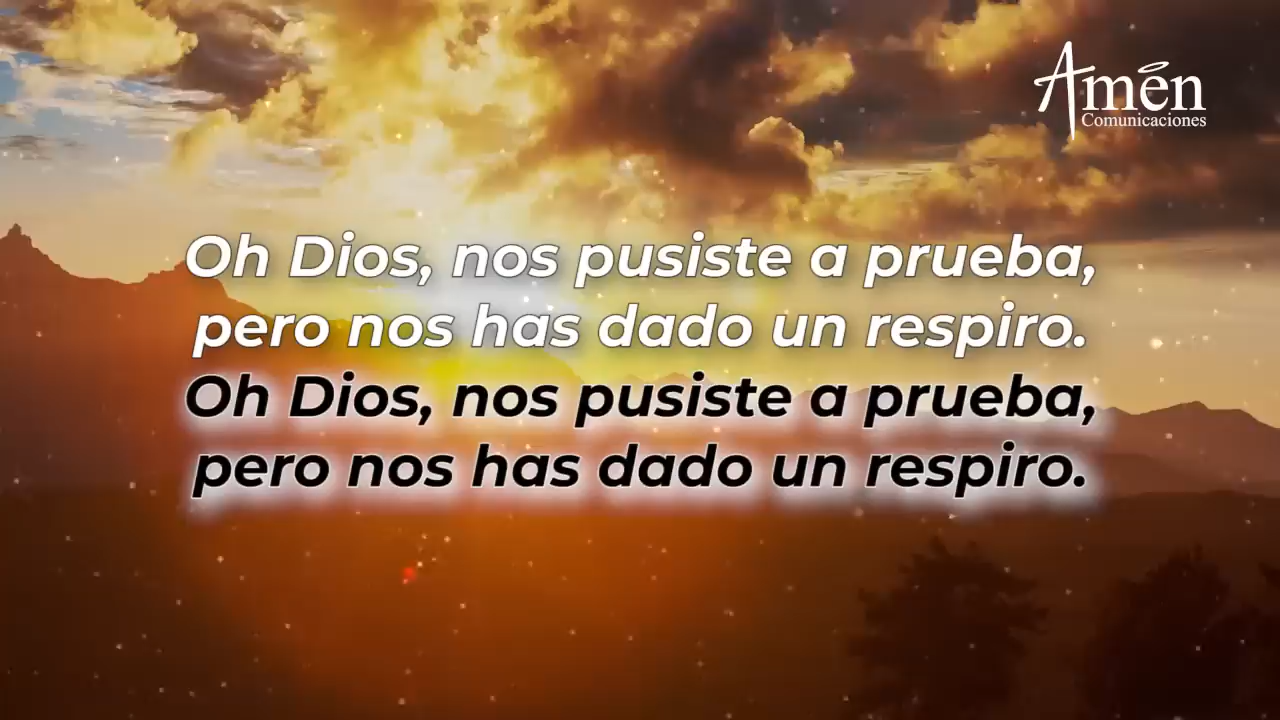 Amén
Comunicaciones
Oh Dios, nos pusiste a prueba,
pero nos has dado un respiro.
Oh Dios, nos pusiste a prueba,
pero nos has dado un respiro.